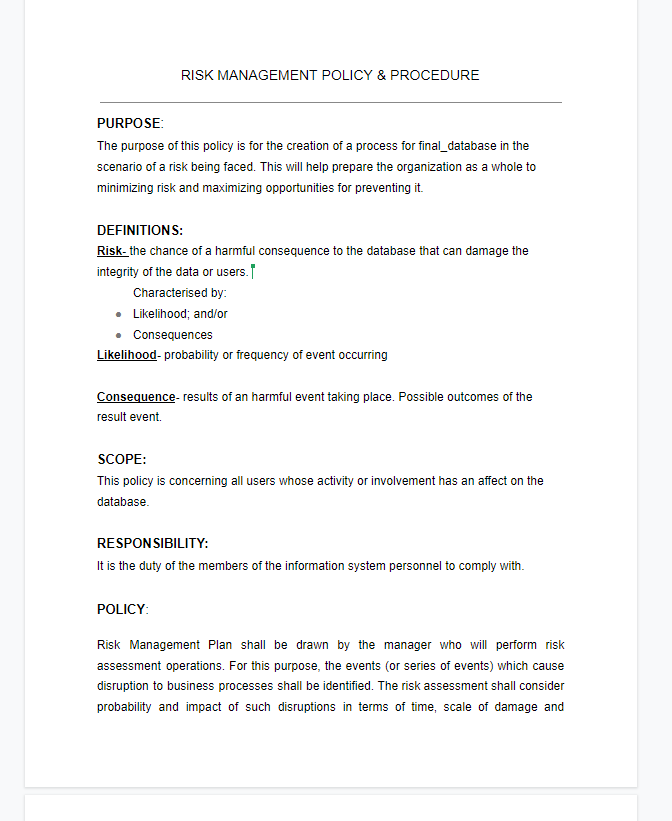 RISK MANAGEMENT POLICY & PROCEDURE
PURPOSE:
The purpose of this policy is for the creation of a process for final_database in the
scenario of a risk being faced. This will help prepare the organization as a whole to
minimizing risk and maximizing opportunities for preventing it.
DEFINITIONS:
Risk- the chance of a harmful consequence to the database that can damage the
integrity of the data or users.
Characterised by:
● Likelihood; and/or
● Consequences
Likelihood- probability or frequency of event occurring
Consequence- results of an harmful event taking place. Possible outcomes of the
result event.
SCOPE:
This policy is concerning all users whose activity or involvement has an affect on the
database.
RESPONSIBILITY:
It is the duty of the members of the information system personnel to comply with.
POLICY:
Risk Management Plan shall be drawn by the manager who will perform risk
assessment operations. For this purpose, the events (or series of events) which cause
disruption to business processes shall be identified. The risk assessment shall consider
probability and impact of such disruptions in terms of time, scale of damage and